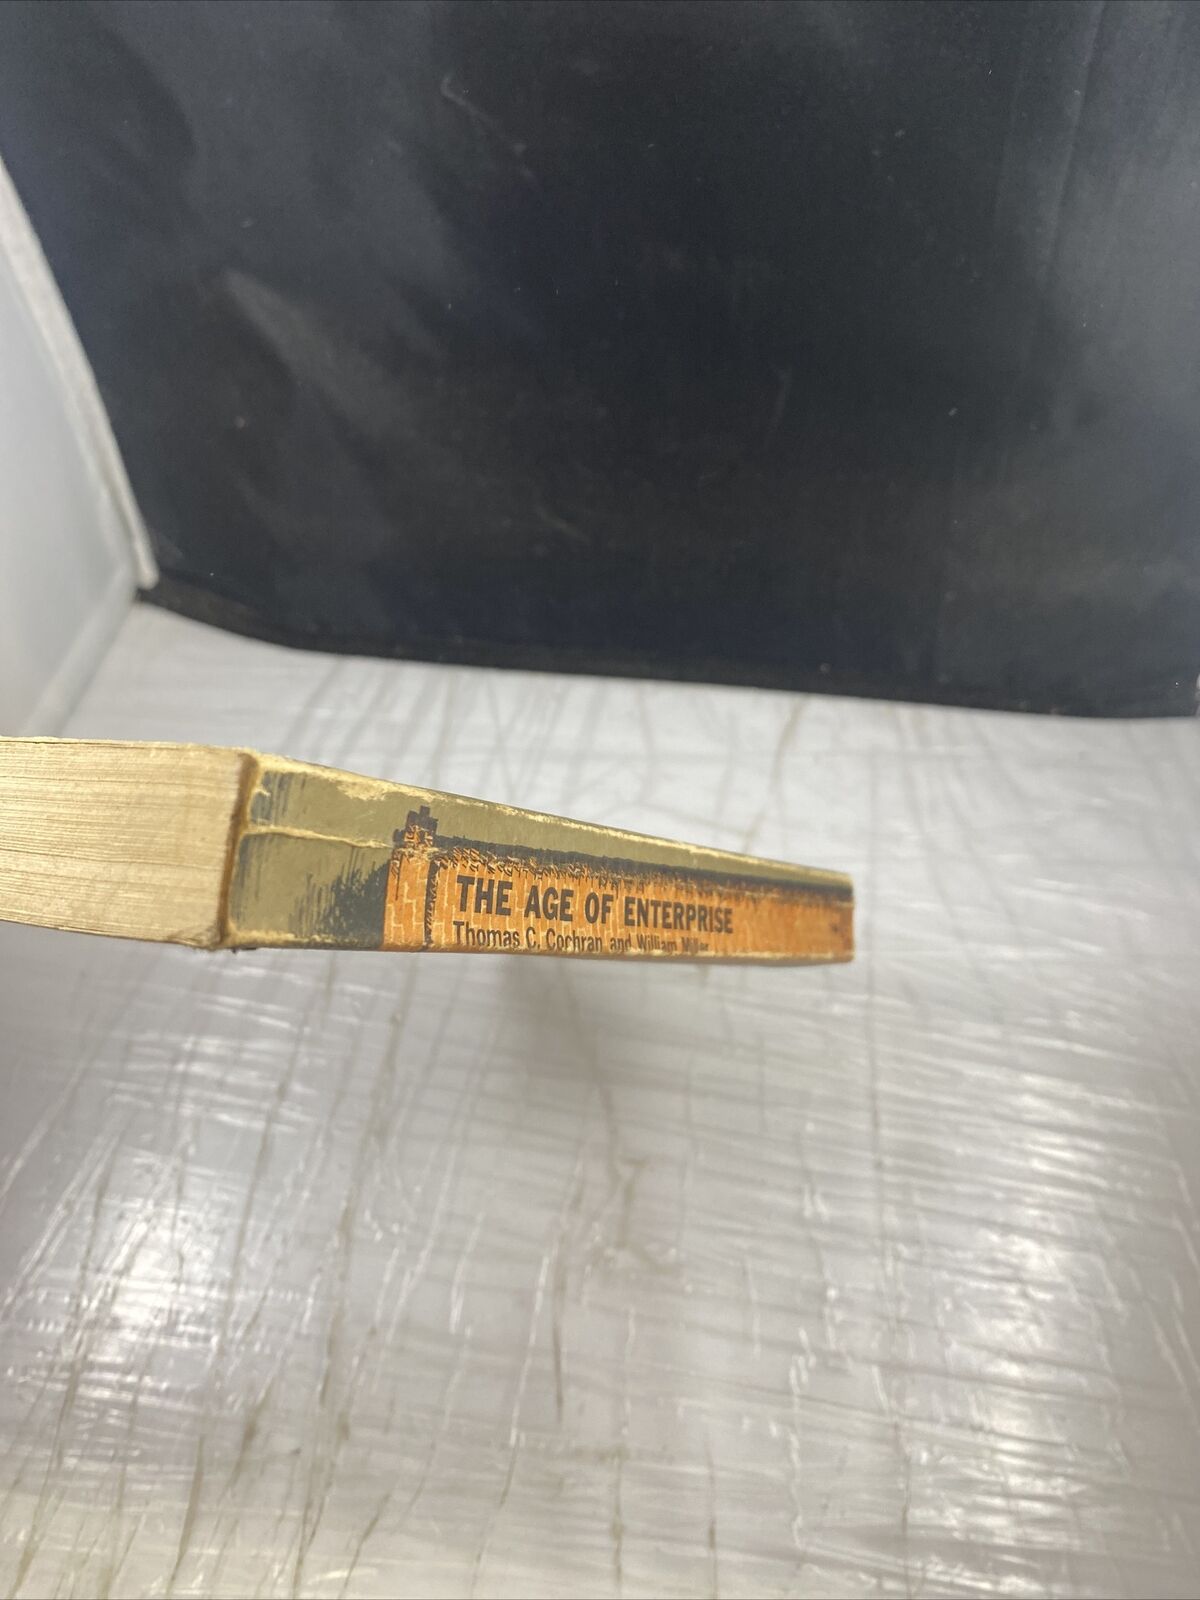 THE AGE OF ENTERPRISE
Thomas C. Cochran and William Miller